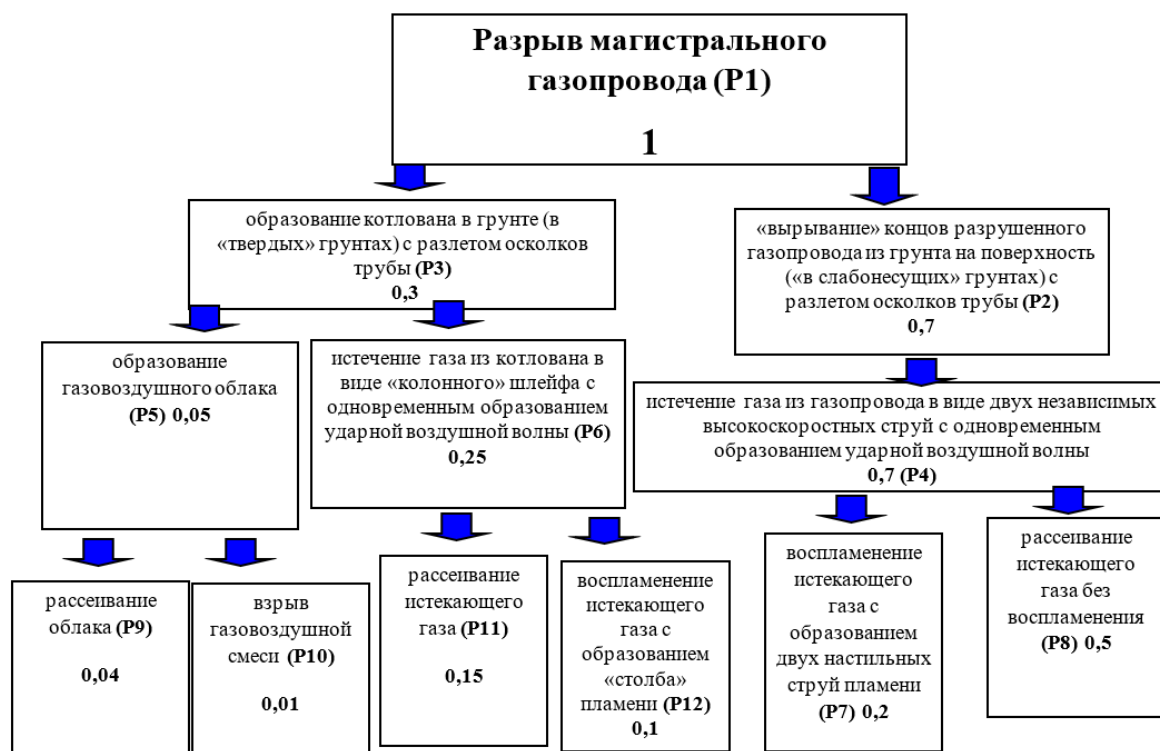 Разрыв магистрального
газопровода (Р1)
1
образование котлована в грунте (в
«твердых» грунтах) с разлетом осколков
трубы (Р3)
0,3
«вырывание» концов разрушенного
газопровода из грунта на поверхность
(«в слабонесущих» грунтах) с
разлетом осколков трубы (Р2)
0,7
образование
газовоздушного облака
(Р5) 0,05
истечение газа из котлована в
виде «колонного» шлейфа с
одновременным образованием
ударной воздушной волны (Р6)
0,25
истечение газа из газопровода в виде двух независимых
высокоскоростных струй с одновременным
образованием ударной воздушной волны
0,7 (Р4)
рассеивание
облака (Р9)
0,04
взрыв
газовоздушной
смеси (Р10)
0,01
рассеивание
истекающего
газа (Р11)
0,15
воспламенение
истекающего
газа с
образованием
«столба»
пламени (Р12)
0,1
воспламенение
истекающего
газа с
образованием
двух настильных
струй пламени
(Р7) 0,2
рассеивание
истекающего
газа без
воспламенения
(Р8) 0,5